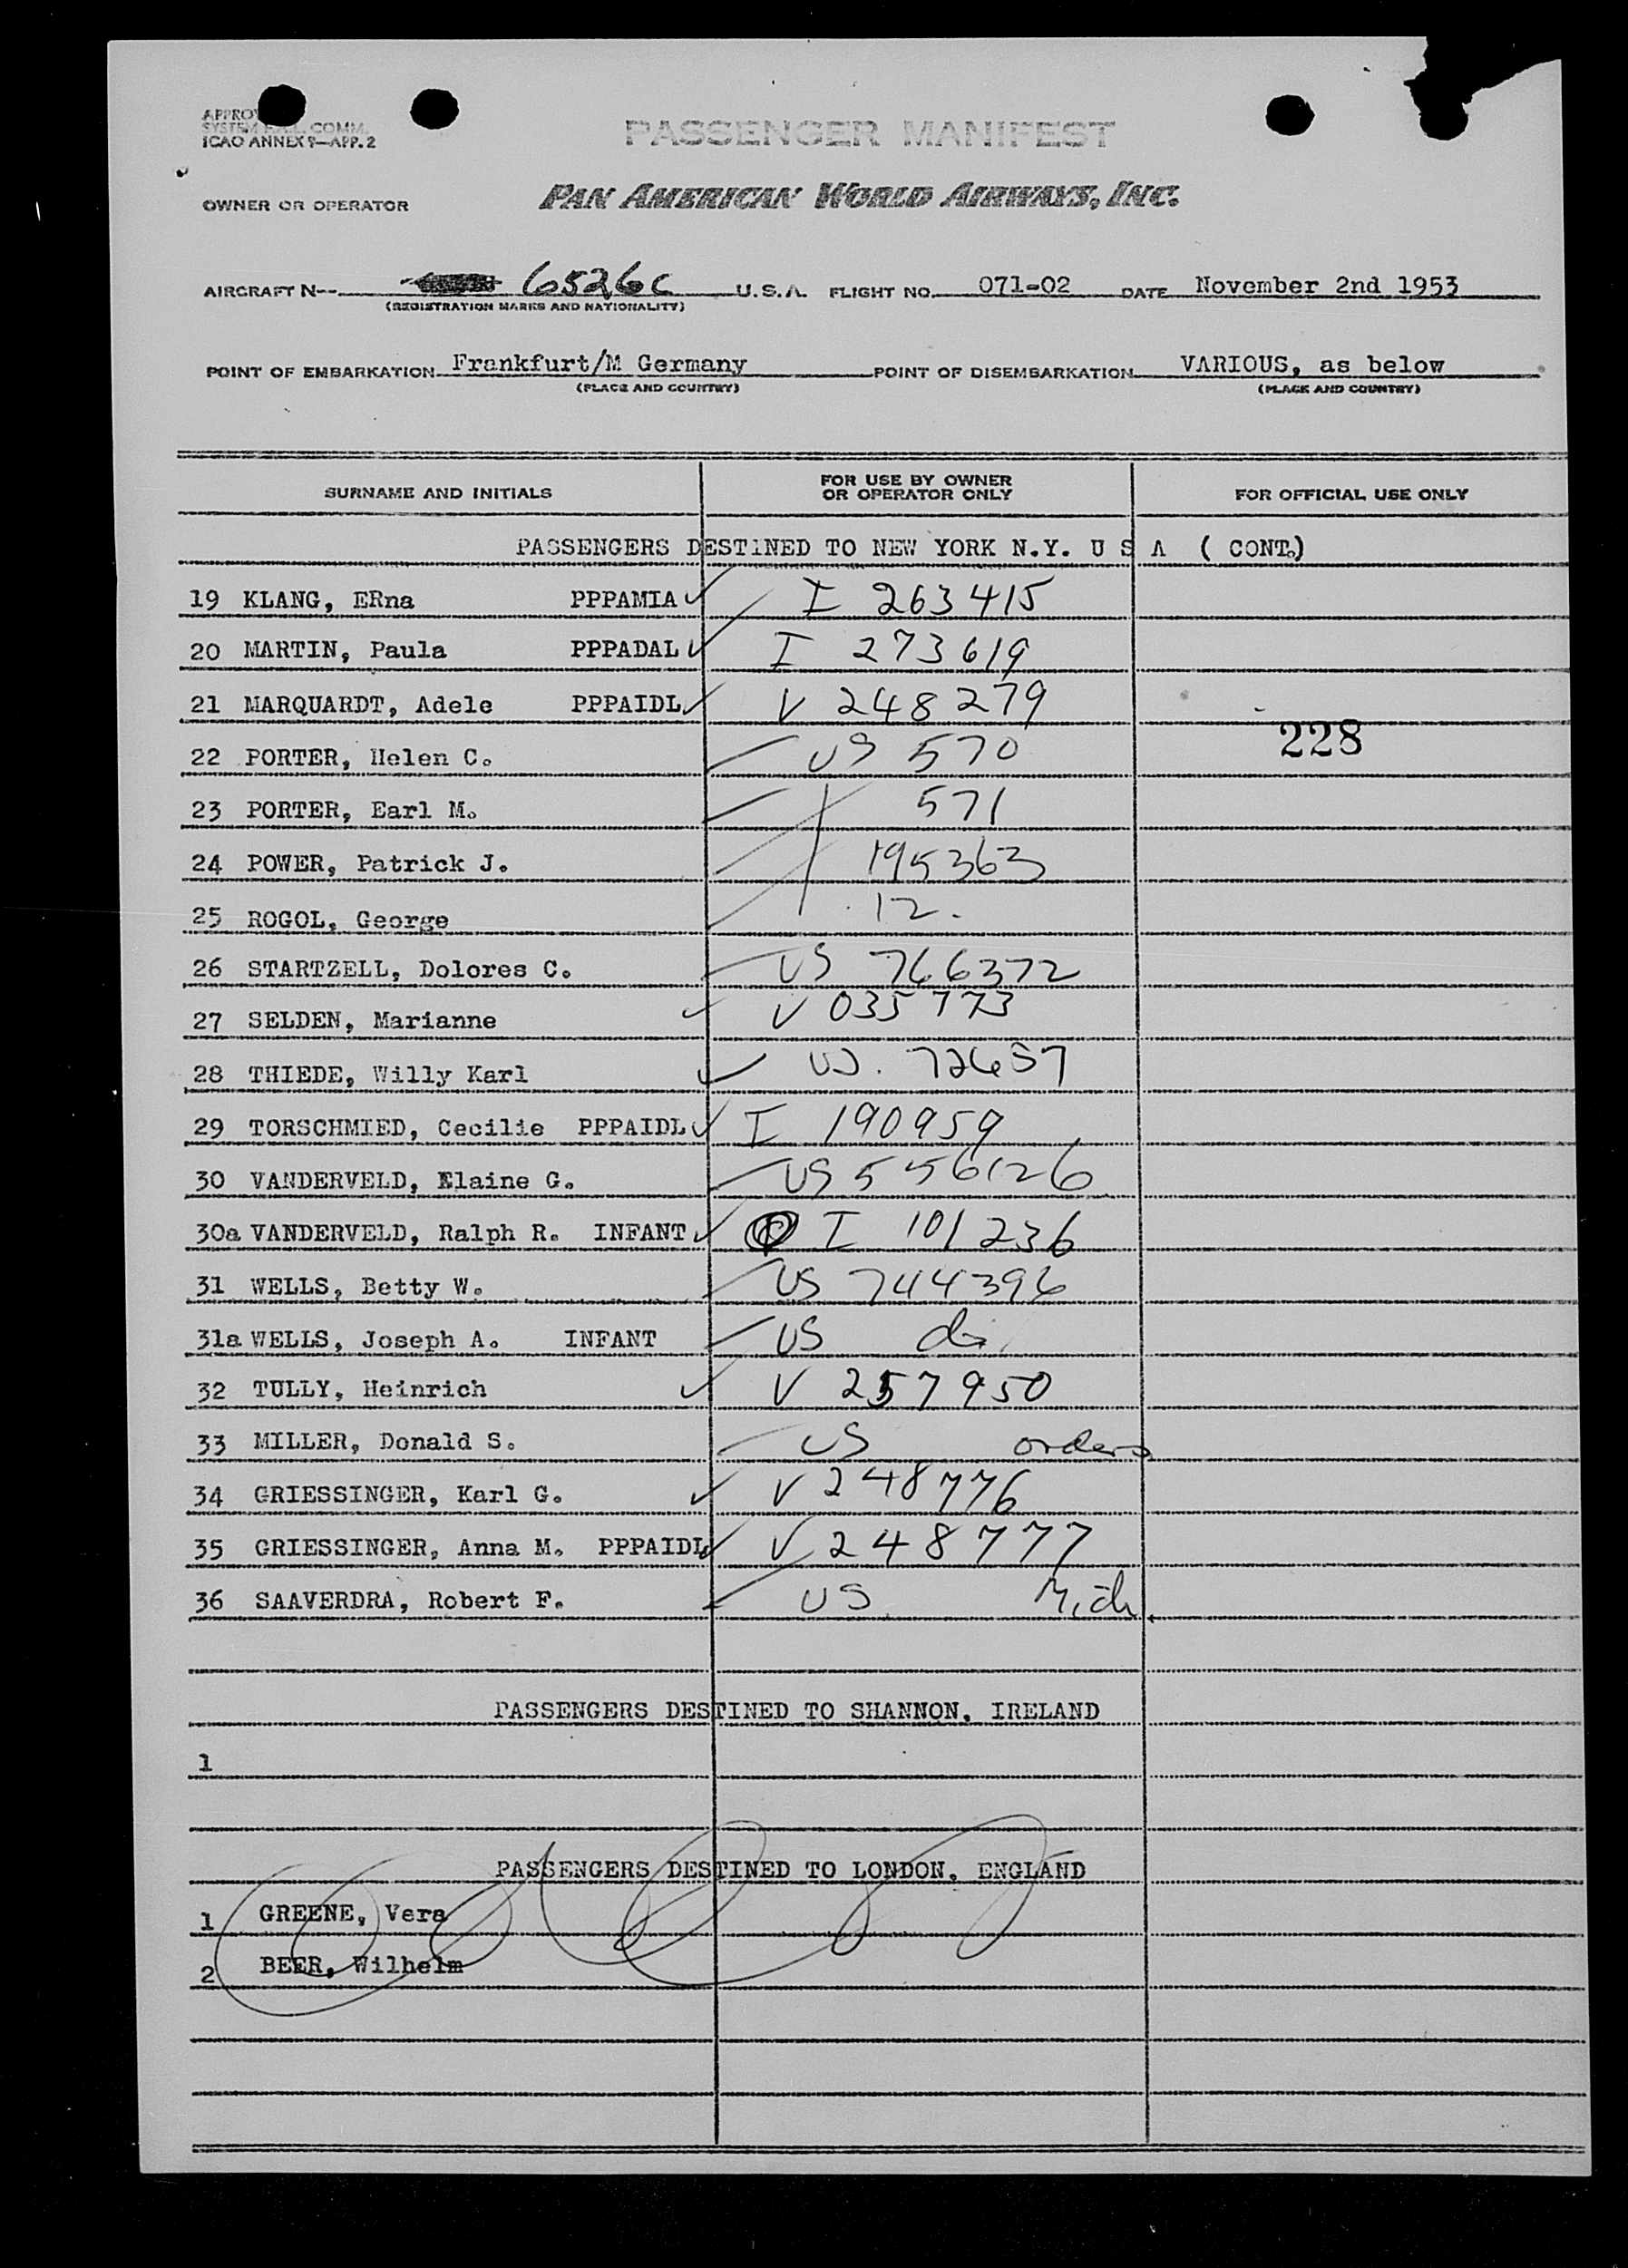 APPRO
SYSTEM COMM.
ICAO ANNEX 9—APP. 2
PASSENGER MANIFEST
OWNER OR OPERATOR PAN AMERICAN WORLD AIRWAYS, INC.
AIRCRAFT N-- 6526C U.S.A. FLIGHT NO. 071-02 DATE November 2nd 1953
(REGISTRATION MARKS AND NATIONALITY)
POINT OF EMBARKATION Frankfurt/M Germany POINT OF DISEMBARKATION VARIOUS, as below
(PLACE AND COUNTRY) (PLACE AND COUNTRY)
SURNAME AND INITIALS FOR USE BY OWNER OR OPERATOR ONLY FOR OFFICIAL USE ONLY
PASSENGERS DESTINED TO NEW YORK N.Y. U S A ( CONT.)
19 KLANG, ERna PPPAMIA I 263415
20 MARTIN, Paula PPPADAL I 273619
21 MARQUARDT, Adele PPPAIDL V 248279
228
22 PORTER, Helen C. US 570
23 PORTER, Earl M. 571
24 POWER, Patrick J. 195363
25 ROGOL, George 12.
26 STARTZELL, Dolores C. US 766372
27 SELDEN, Marianne V 035773
28 THIEDE, Willy Karl US. 72657
29 TORSCHMIED, Cecilie PPPAIDL I 190959
30 VANDERVELD, Elaine G. US 556126
30a VANDERVELD, Ralph R. INFANT I 101236
31 WELLS, Betty W. US 744396
31a WELLS, Joseph A. INFANT US do
32 TULLY, Heinrich V 257950
33 MILLER, Donald S. US orders
34 GRIESSINGER, Karl G. V 248776
35 GRIESSINGER, Anna M. PPPAIDL V 248777
36 SAAVERDRA, Robert F. US Mich
PASSENGERS DESTINED TO SHANNON, IRELAND
1
PASSENGERS DESTINED TO LONDON, ENGLAND
1 GREENE, Vera
2 BEER, Wilhelm